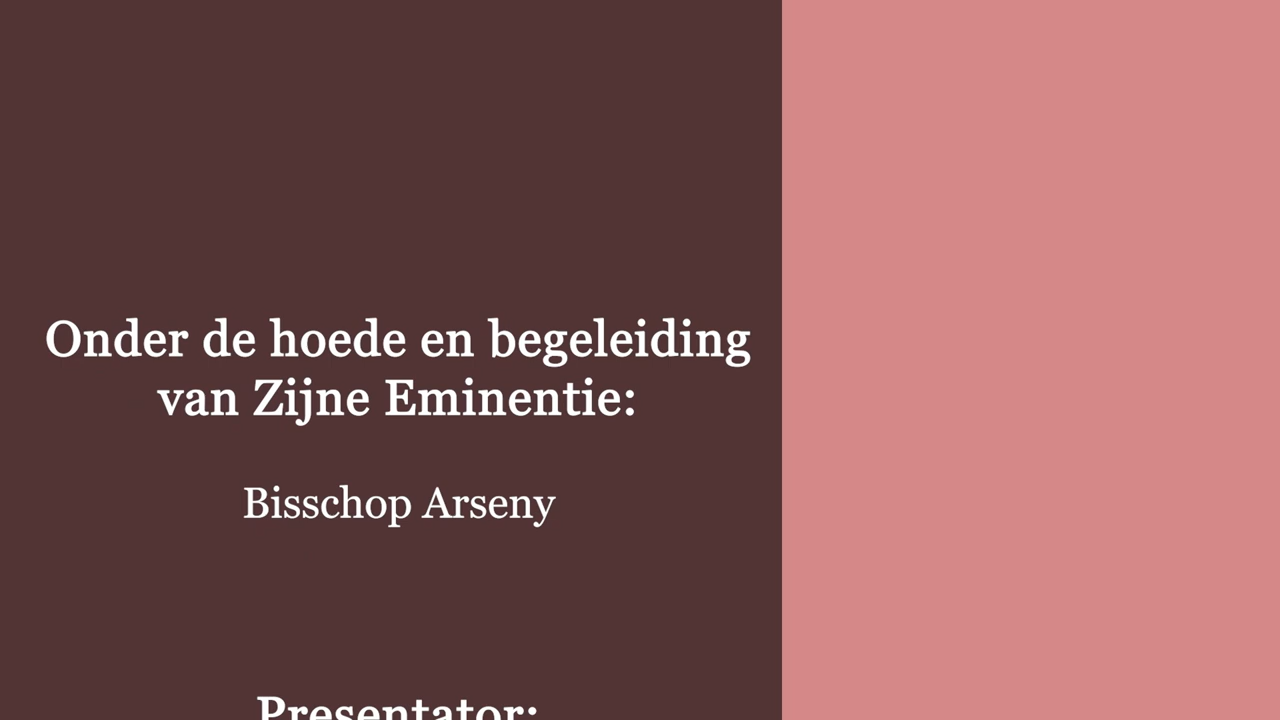 Onder de hoede en begeleiding
van Zijne Eminentie:
Bisschop Arseny
Presentator: